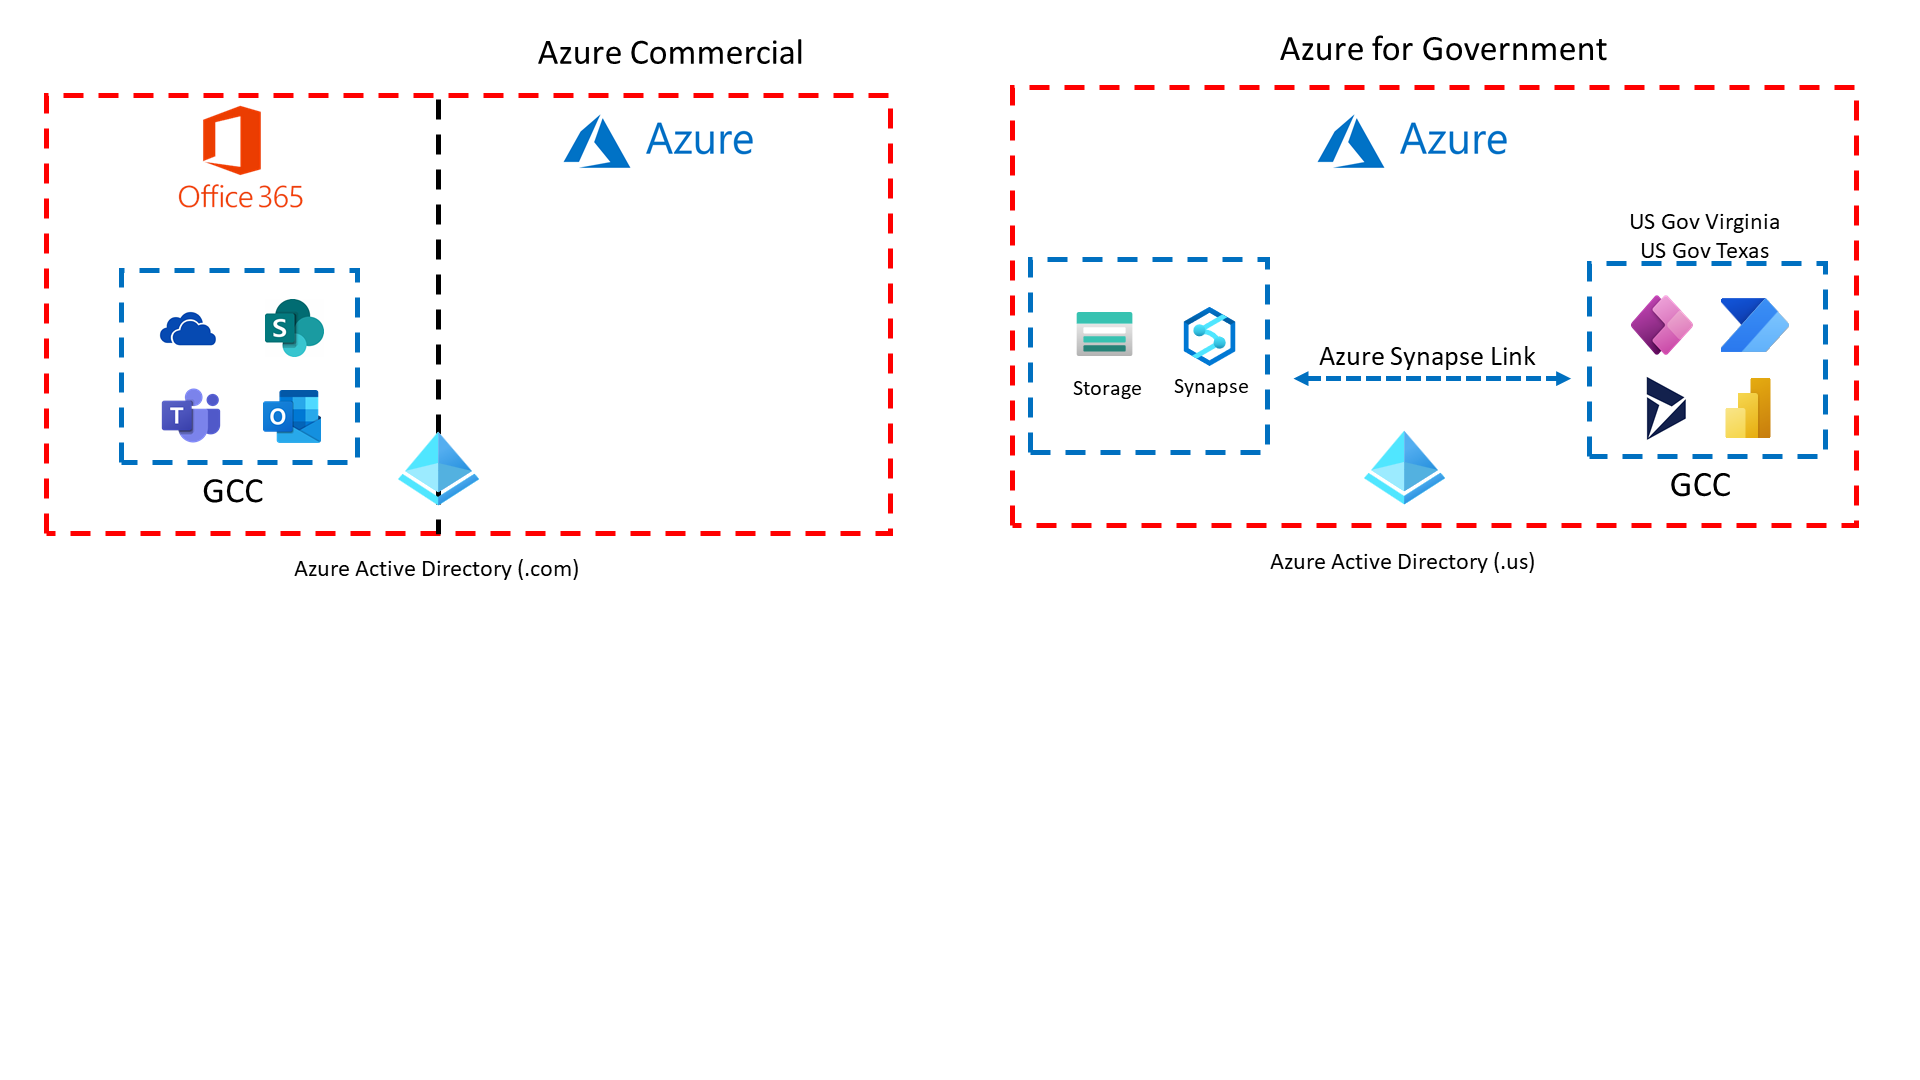 Azure Commercial
Office 365
Azure
S
T
O
GCC
Azure Active Directory (.com)
Azure for Government
Azure
US Gov Virginia
US Gov Texas
Storage
Synapse
Azure Synapse Link
GCC
Azure Active Directory (.us)